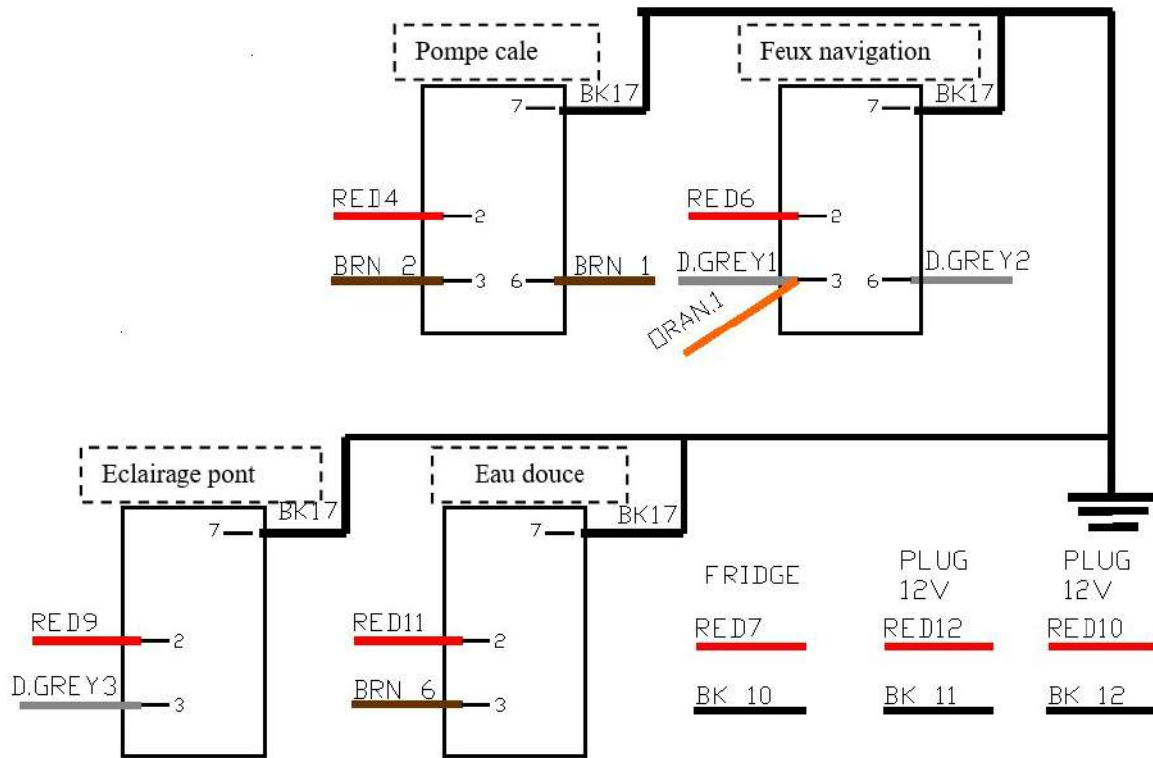 Pompe cale
Feux navigation
7
BK17
7
BK17
RED4
2
RED6
2
BRN 2
3
6
BRN 1
D.GREY1
3
6
D.GREY2
ORAN.1
Eclairage pont
Eau douce
7
BK17
7
BK17
FRIDGE
PLUG
12V
PLUG
12V
RED9
2
RED11
2
RED7
RED12
RED10
D.GREY3
3
BRN 6
3
BK 10
BK 11
BK 12